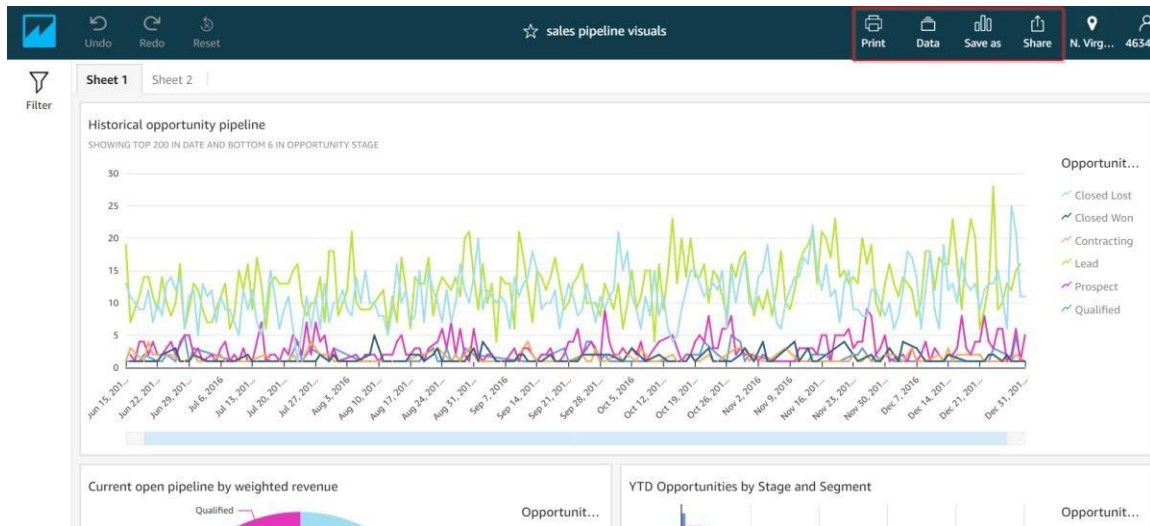 Undo Redo Reset
sales pipeline visuals
Print Data Save as Share N. Virg... 4634
Filter
Sheet 1 Sheet 2
Historical opportunity pipeline
SHOWING TOP 200 IN DATE AND BOTTOM 6 IN OPPORTUNITY STAGE
30
25
20
15
10
5
0
Jun 15, 201... Jun 22, 201... Jun 29, 201... Jul 6, 2016 Jul 13, 201... Jul 20, 201... Jul 27, 201... Aug 3, 2016 Aug 10, 201... Aug 17, 201... Aug 24, 201... Aug 31, 201... Sep 7, 2016 Sep 14, 201... Sep 21, 201... Sep 28, 201... Oct 5, 2016 Oct 12, 201... Oct 19, 201... Oct 26, 201... Nov 2, 2016 Nov 9, 2016 Nov 16, 201... Nov 23, 201... Nov 30, 201... Dec 7, 2016 Dec 14, 201... Dec 21, 201... Dec 31, 201...
Opportunit...
Closed Lost
Closed Won
Contracting
Lead
Prospect
Qualified
Current open pipeline by weighted revenue
Qualified
Opportunit...
YTD Opportunities by Stage and Segment
Opportunit...